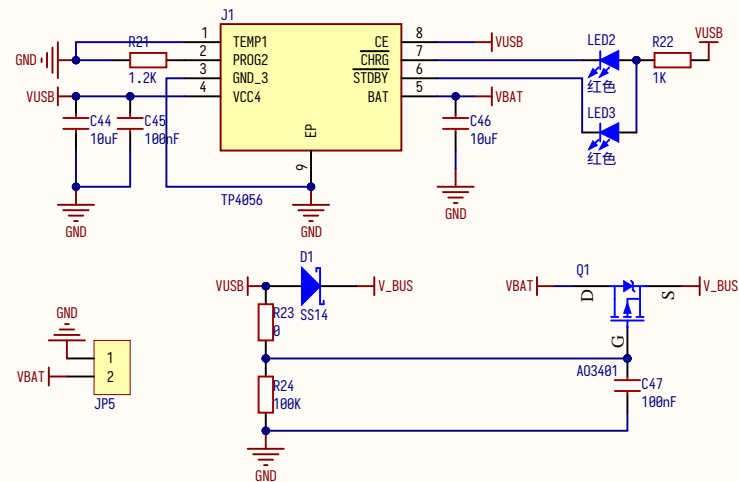 J1
GND
R21
1.2K
1
2
3
4
TEMP1
PROG2
GND_3
VCC4
CE
CHRG
STDBY
BAT
8
7
6
5
VUSB
VBAT
LED2
红色
R22
1K
VUSB
LED3
红色
VUSB
C44
10uF
C45
100nF
EP
9
TP4056
C46
10uF
GND
GND
GND
D1
VUSB
V_BUS
SS14
R23
0
R24
100K
GND
Q1
VBAT
D
S
V_BUS
G
AO3401
C47
100nF
GND
VBAT
1
2
JP5